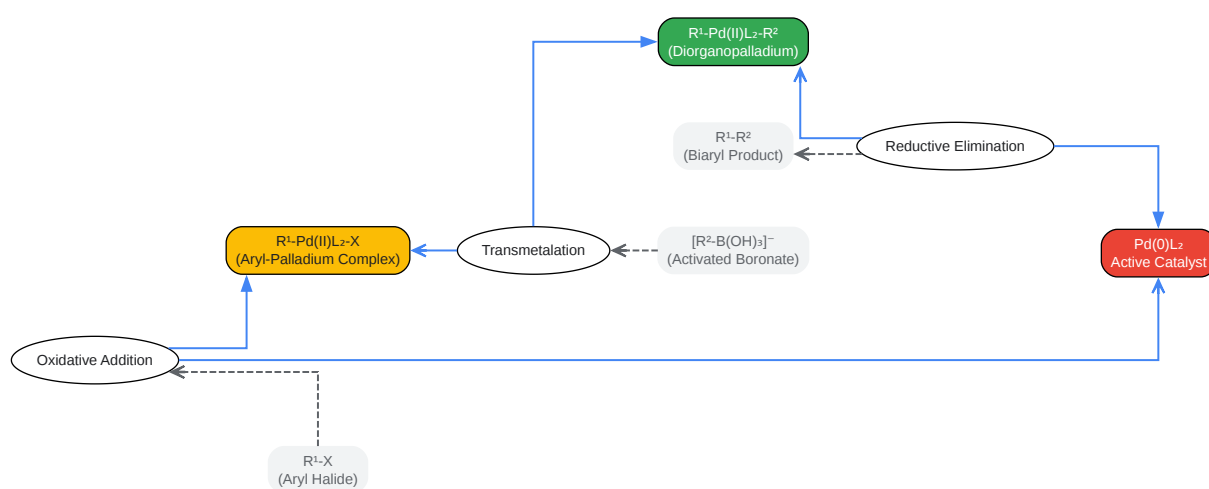 R¹-Pd(II)L₂-R²
(Diorganopalladium)
R¹-R²
(Biaryl Product)
Reductive Elimination
R¹-Pd(II)L₂-X
(Aryl-Palladium Complex)
Transmetalation
[R²-B(OH)₃]⁻
(Activated Boronate)
Pd(0)L₂
Active Catalyst
Oxidative Addition
R¹-X
(Aryl Halide)